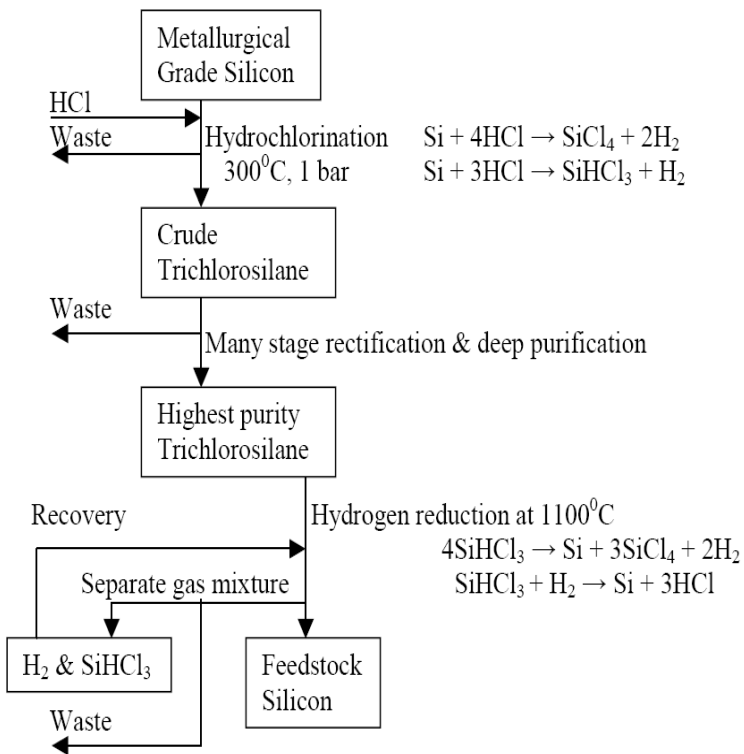 Metallurgical
Grade Silicon
HCl
Waste
Hydrochlorination
300⁰C, 1 bar
Si + 4HCl → SiCl₄ + 2H₂
Si + 3HCl → SiHCl₃ + H₂
Crude
Trichlorosilane
Waste
Many stage rectification & deep purification
Highest purity
Trichlorosilane
Recovery
Hydrogen reduction at 1100⁰C
4SiHCl₃ → Si + 3SiCl₄ + 2H₂
SiHCl₃ + H₂ → Si + 3HCl
Separate gas mixture
H₂ & SiHCl₃
Feedstock
Silicon
Waste